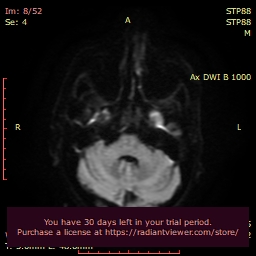 Im: 8/52
Se: 4
A
STP88
STP88
M
Ax DWI B 1000
R
L
You have 30 days left in your trial period.
Purchase a license at https://radiantviewer.com/store/